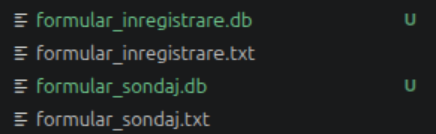 formular_inregistrare.db U
formular_inregistrare.txt
formular_sondaj.db U
formular_sondaj.txt